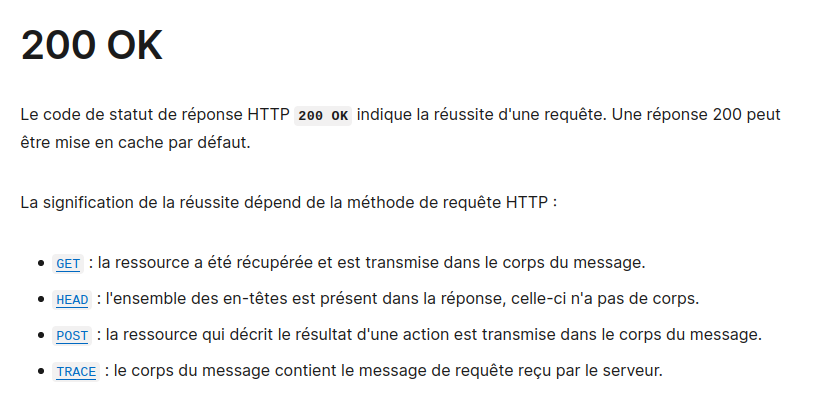 200 OK
Le code de statut de réponse HTTP 200 OK indique la réussite d'une requête. Une réponse 200 peut
être mise en cache par défaut.
La signification de la réussite dépend de la méthode de requête HTTP :
GET : la ressource a été récupérée et est transmise dans le corps du message.
HEAD : l'ensemble des en-têtes est présent dans la réponse, celle-ci n'a pas de corps.
POST : la ressource qui décrit le résultat d'une action est transmise dans le corps du message.
TRACE : le corps du message contient le message de requête reçu par le serveur.